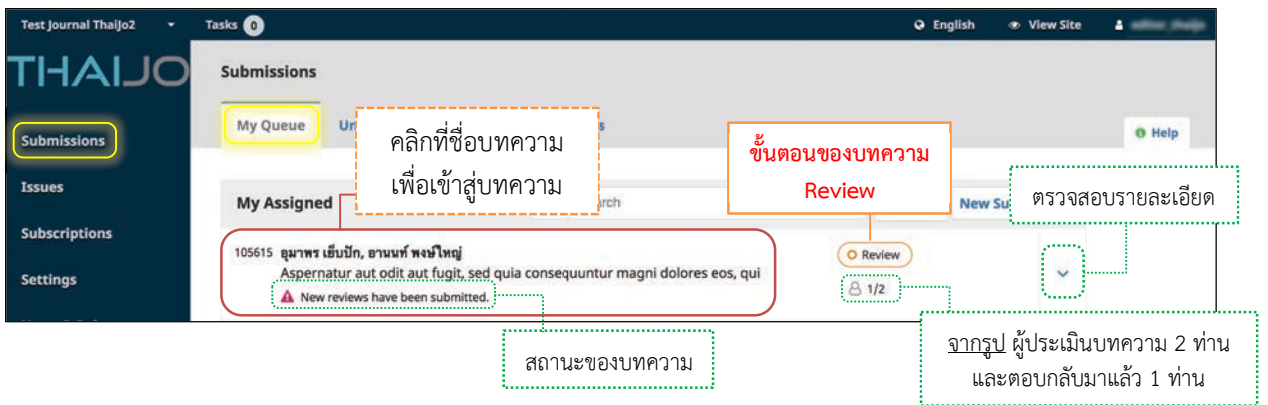 Test Journal ThaiJo2
Tasks 0
English
View Site
THAIJO
Submissions
Submissions
My Queue
Help
คลิกที่ชื่อบทความ
เพื่อเข้าสู่บทความ
ขั้นตอนของบทความ
Review
ตรวจสอบรายละเอียด
Issues
My Assigned
New Su
Subscriptions
105615 อุมาพร เย็บปัก, อานนท์ พงษ์ใหญ่
Review
Aspernatur aut odit aut fugit, sed quia consequuntur magni dolores eos, qui
Settings
New reviews have been submitted.
1/2
สถานะของบทความ
จากรูป ผู้ประเมินบทความ 2 ท่าน
และตอบกลับมาแล้ว 1 ท่าน